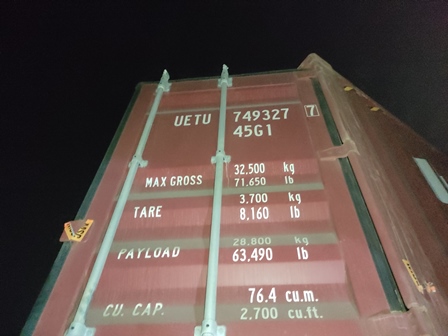 UETU 749327 7
45G1
32.500 kg
MAX GROSS 71.650 lb
3.700 kg
TARE 8,160 lb
28.800 kg
PAYLOAD 63,490 lb
76.4 cu.m.
CU. CAP. 2.700 cu.ft.